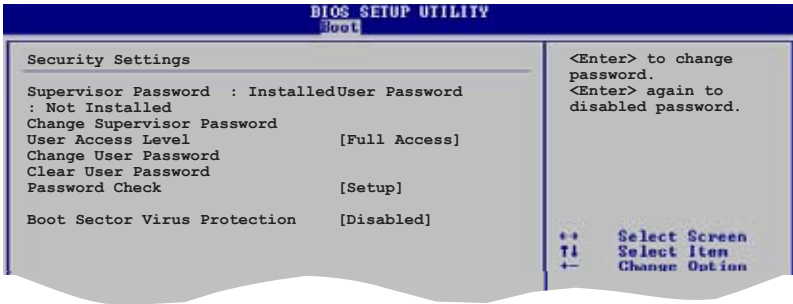 BIOS SETUP UTILITY
Boot
Security Settings
Supervisor Password : InstalledUser Password
: Not Installed
Change Supervisor Password
User Access Level [Full Access]
Change User Password
Clear User Password
Password Check [Setup]
Boot Sector Virus Protection [Disabled]
<Enter> to change
password.
<Enter> again to
disabled password.
←→ Select Screen
↑↓ Select Item
+- Change Option